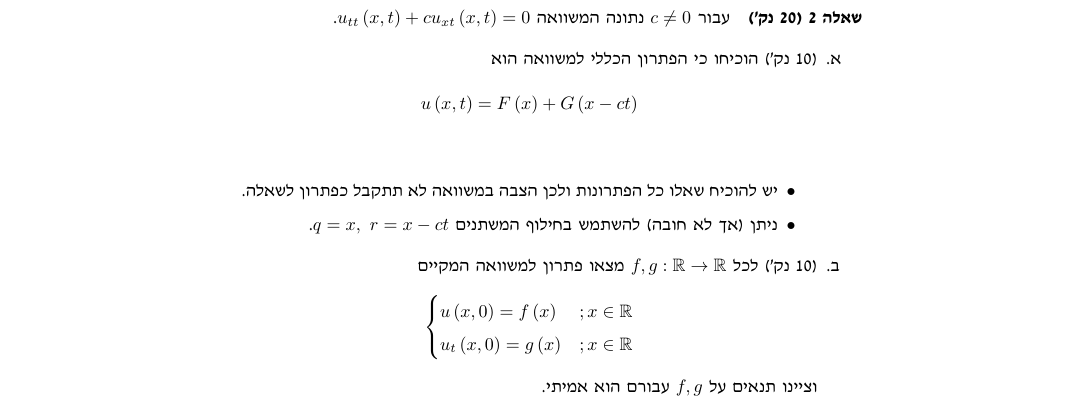 שאלה 2 (20 נק') עבור c ≠ 0 נתונה המשוואה u_{tt} (x, t) + cu_{xt} (x, t) = 0.
א. (10 נק') הוכיחו כי הפתרון הכללי למשוואה הוא
u (x, t) = F (x) + G (x − ct)
• יש להוכיח שאלו כל הפתרונות ולכן הצבה במשוואה לא תתקבל כפתרון לשאלה.
• ניתן (אך לא חובה) להשתמש בחילוף המשתנים q = x, r = x − ct.
ב. (10 נק') לכל f, g : ℝ → ℝ מצאו פתרון למשוואה המקיים
{ u (x, 0) = f (x) ; x ∈ ℝ
u_t (x, 0) = g (x) ; x ∈ ℝ
וציינו תנאים על f, g עבורם הוא אמיתי.